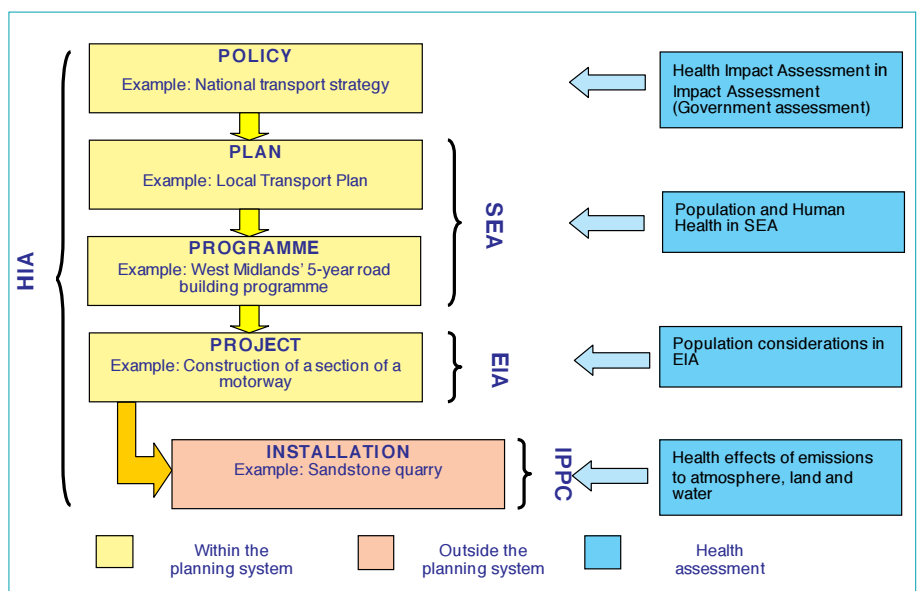 HIA
POLICY
Example: National transport strategy
PLAN
Example: Local Transport Plan
PROGRAMME
Example: West Midlands' 5-year road
building programme
PROJECT
Example: Construction of a section of a
motorway
INSTALLATION
Example: Sandstone quarry
SEA
EIA
IPPC
Health Impact Assessment in
Impact Assessment
(Government assessment)
Population and Human
Health in SEA
Population considerations in
EIA
Health effects of emissions
to atmosphere, land and
water
Within the
planning system
Outside the
planning system
Health
assessment